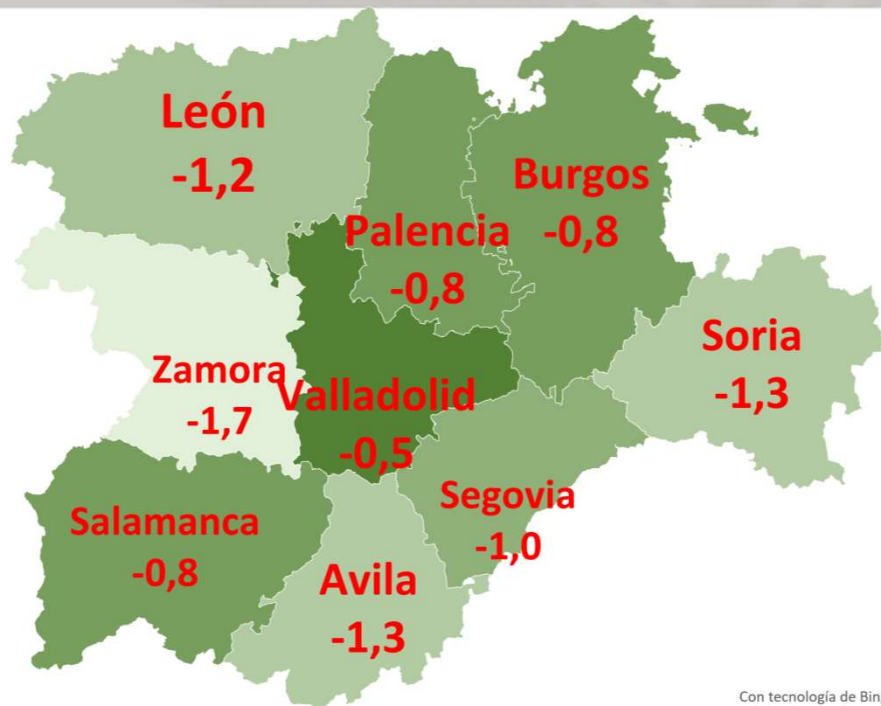 León
-1,2
Burgos
-0,8
Palencia
-0,8
Soria
-1,3
Zamora
-1,7
Valladolid
-0,5
Segovia
-1,0
Salamanca
-0,8
Avila
-1,3
Con tecnología de Bin